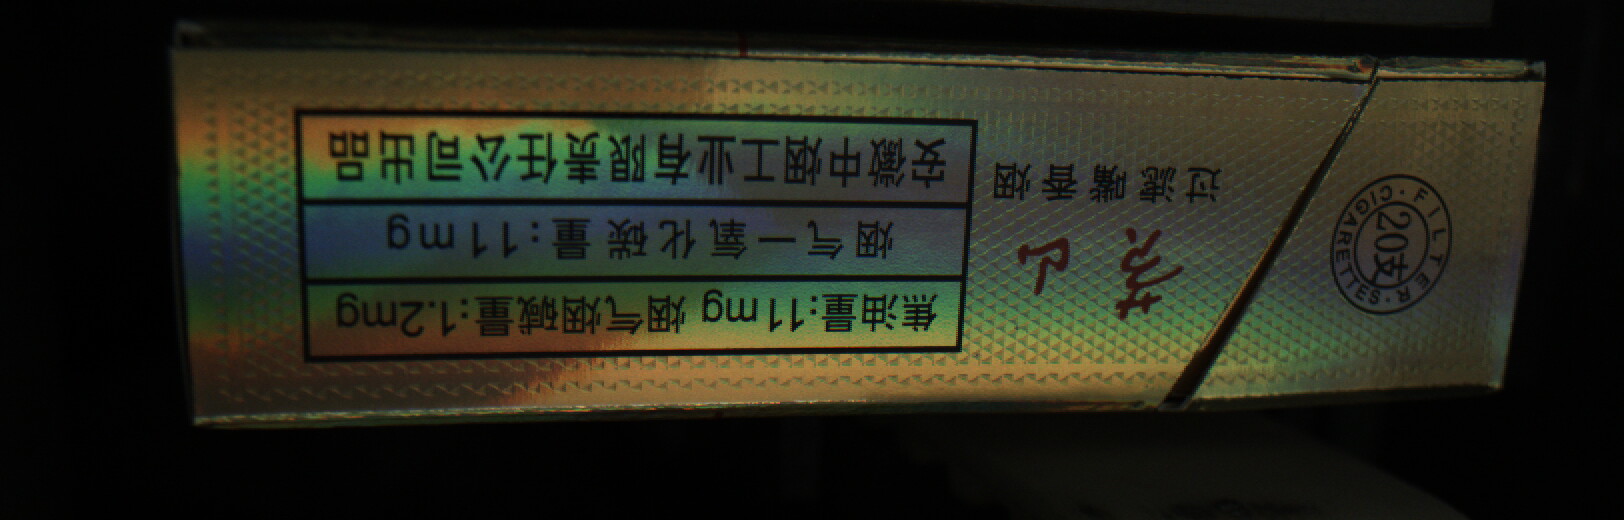 FILTER·CIGARETTES·
20支
黄山
过滤嘴香烟
焦油量:11mg 烟气烟碱量:1.2mg
烟气一氧化碳量:11mg
安徽中烟工业有限责任公司出品